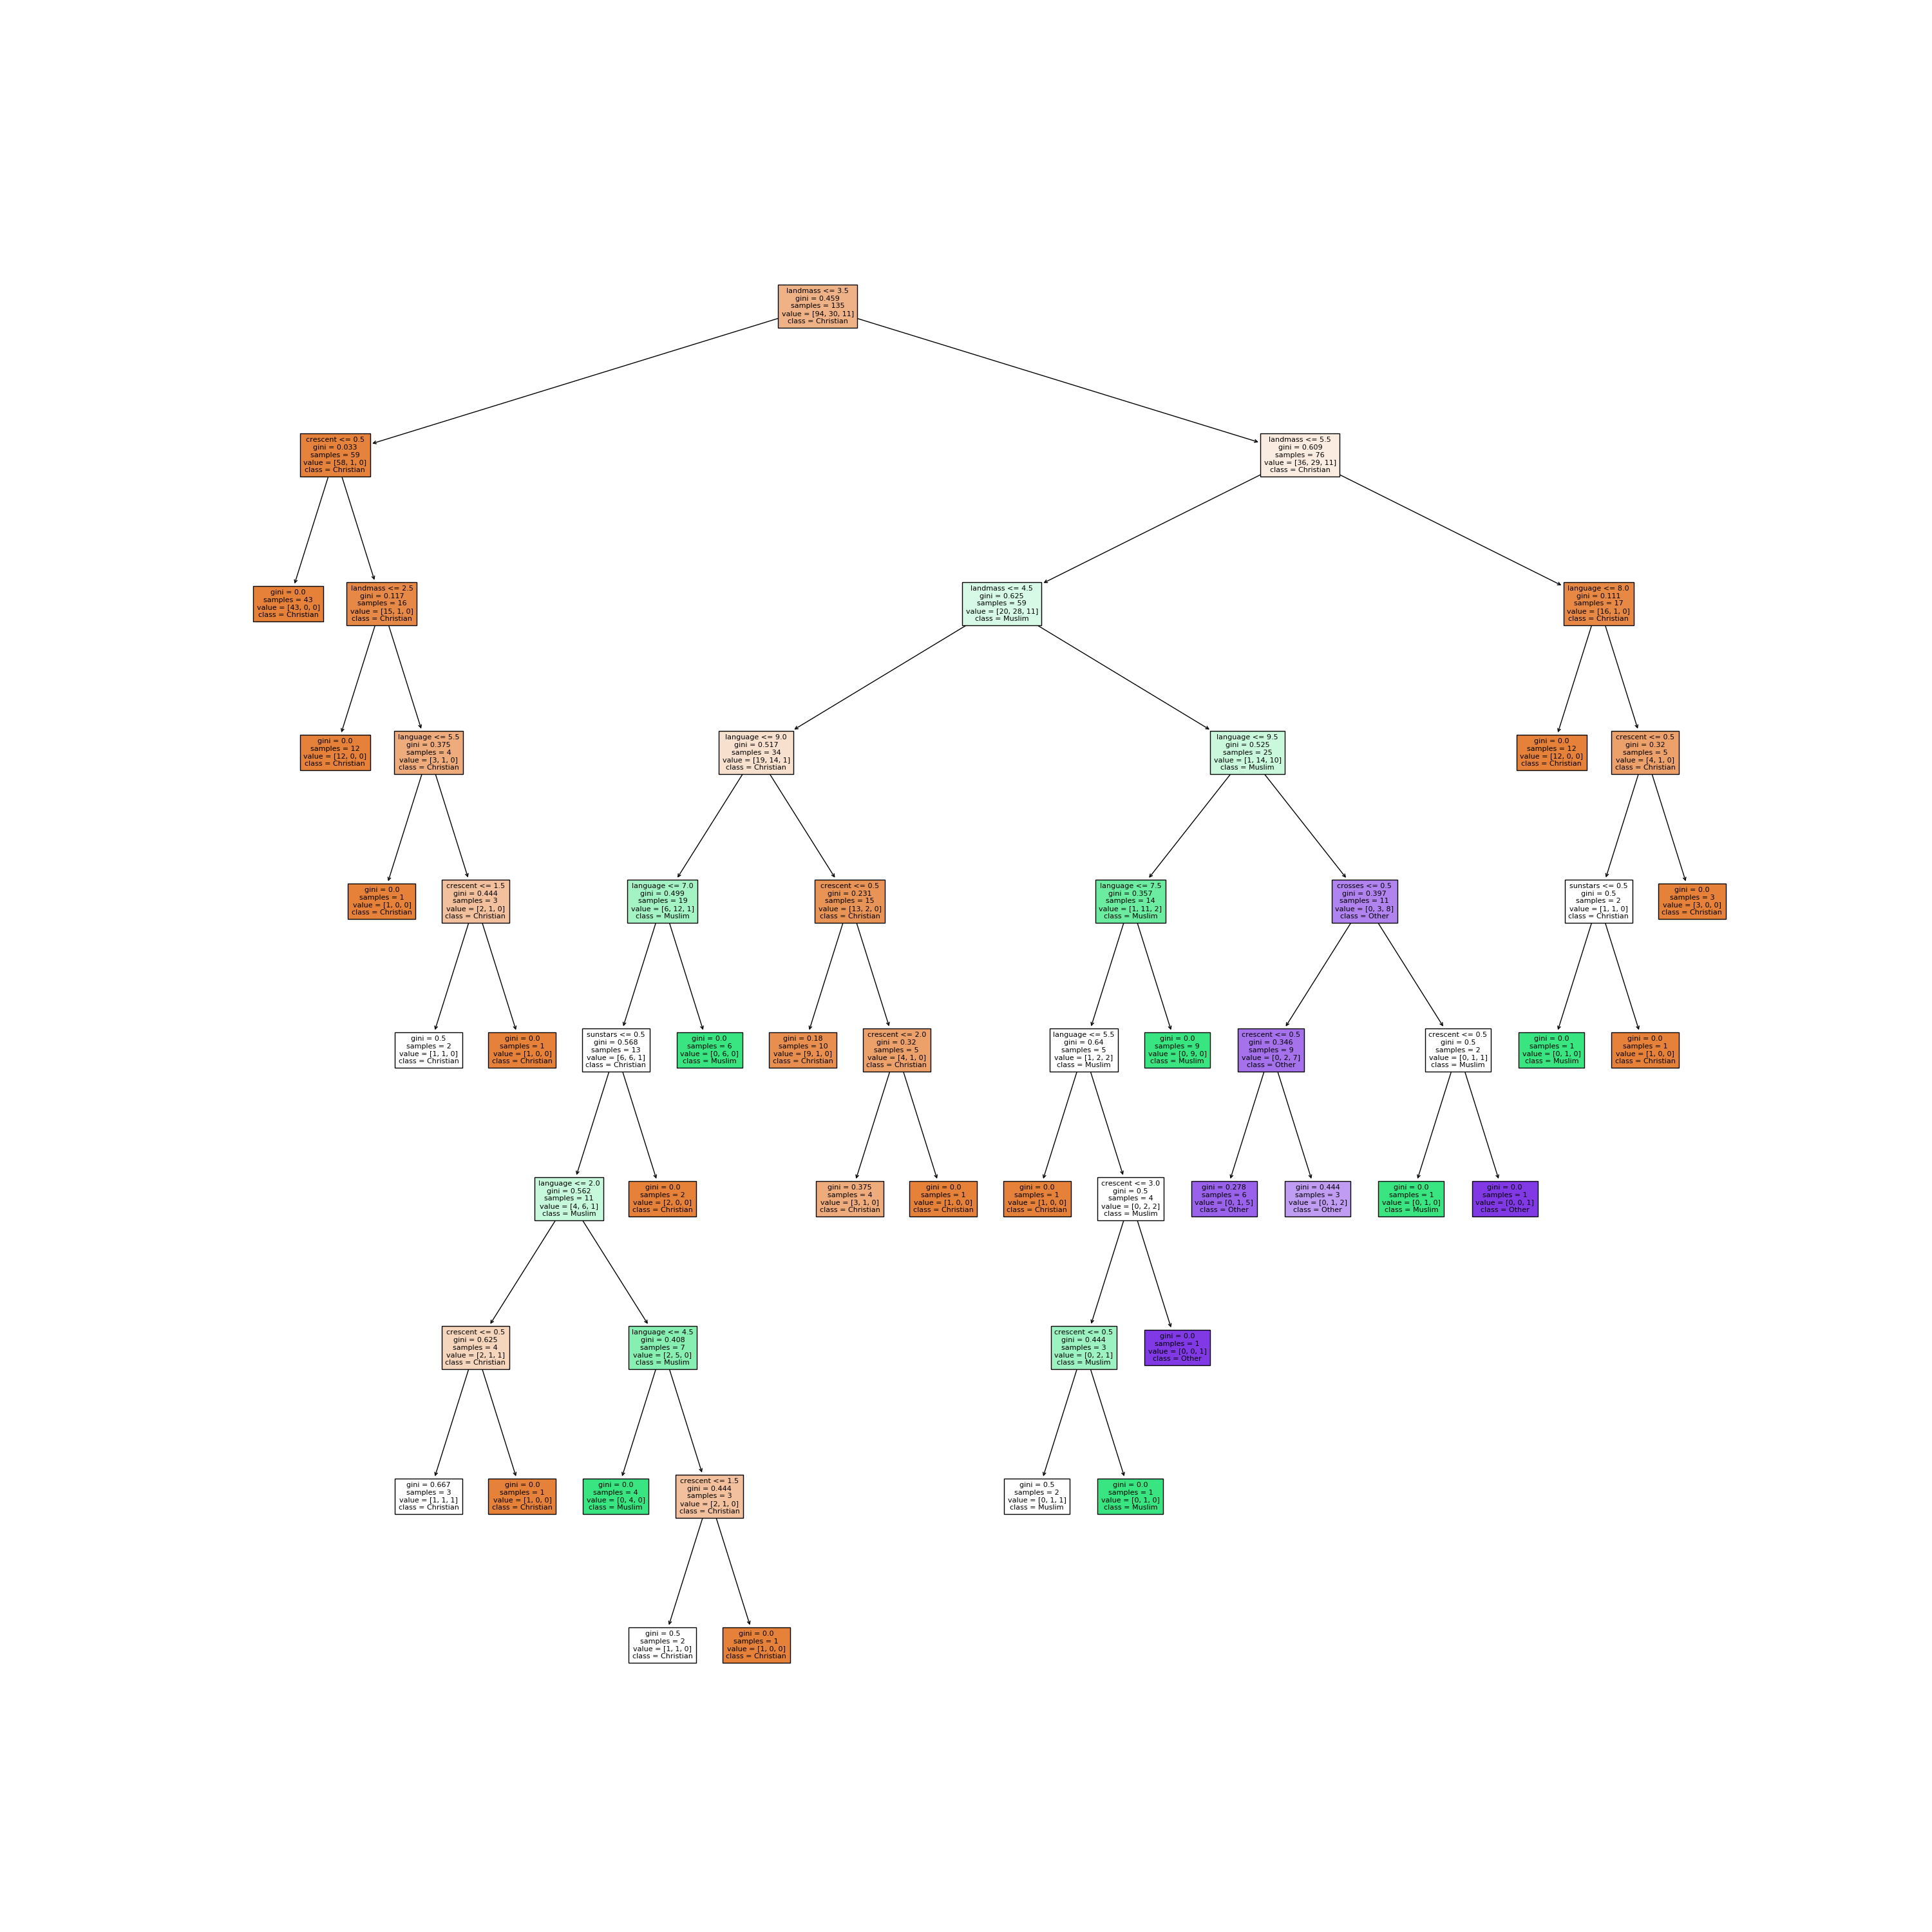 landmass <= 3.5
gini = 0.459
samples = 135
value = [94, 30, 11]
class = Christian
crescent <= 0.5
gini = 0.033
samples = 59
value = [58, 1, 0]
class = Christian
landmass <= 5.5
gini = 0.609
samples = 76
value = [36, 29, 11]
class = Christian
gini = 0.0
samples = 43
value = [43, 0, 0]
class = Christian
landmass <= 2.5
gini = 0.117
samples = 16
value = [15, 1, 0]
class = Christian
landmass <= 4.5
gini = 0.625
samples = 59
value = [20, 28, 11]
class = Muslim
language <= 8.0
gini = 0.111
samples = 17
value = [16, 1, 0]
class = Christian
gini = 0.0
samples = 12
value = [12, 0, 0]
class = Christian
language <= 5.5
gini = 0.375
samples = 4
value = [3, 1, 0]
class = Christian
language <= 9.0
gini = 0.517
samples = 34
value = [19, 14, 1]
class = Christian
language <= 9.5
gini = 0.525
samples = 25
value = [1, 14, 10]
class = Muslim
gini = 0.0
samples = 12
value = [12, 0, 0]
class = Christian
crescent <= 0.5
gini = 0.32
samples = 5
value = [4, 1, 0]
class = Christian
gini = 0.0
samples = 1
value = [1, 0, 0]
class = Christian
crescent <= 1.5
gini = 0.444
samples = 3
value = [2, 1, 0]
class = Christian
language <= 7.0
gini = 0.499
samples = 19
value = [6, 12, 1]
class = Muslim
crescent <= 0.5
gini = 0.231
samples = 15
value = [13, 2, 0]
class = Christian
language <= 7.5
gini = 0.357
samples = 14
value = [1, 11, 2]
class = Muslim
crosses <= 0.5
gini = 0.397
samples = 11
value = [0, 3, 8]
class = Other
sunstars <= 0.5
gini = 0.5
samples = 2
value = [1, 1, 0]
class = Christian
gini = 0.0
samples = 3
value = [3, 0, 0]
class = Christian
gini = 0.5
samples = 2
value = [1, 1, 0]
class = Christian
gini = 0.0
samples = 1
value = [1, 0, 0]
class = Christian
sunstars <= 0.5
gini = 0.568
samples = 13
value = [6, 6, 1]
class = Christian
gini = 0.0
samples = 6
value = [0, 6, 0]
class = Muslim
gini = 0.18
samples = 10
value = [9, 1, 0]
class = Christian
crescent <= 2.0
gini = 0.32
samples = 5
value = [4, 1, 0]
class = Christian
language <= 5.5
gini = 0.64
samples = 5
value = [1, 2, 2]
class = Muslim
gini = 0.0
samples = 9
value = [0, 9, 0]
class = Muslim
crescent <= 0.5
gini = 0.346
samples = 9
value = [0, 2, 7]
class = Other
crescent <= 0.5
gini = 0.5
samples = 2
value = [0, 1, 1]
class = Muslim
gini = 0.0
samples = 1
value = [0, 1, 0]
class = Muslim
gini = 0.0
samples = 1
value = [1, 0, 0]
class = Christian
language <= 2.0
gini = 0.562
samples = 11
value = [4, 6, 1]
class = Muslim
gini = 0.0
samples = 2
value = [2, 0, 0]
class = Christian
gini = 0.375
samples = 4
value = [3, 1, 0]
class = Christian
gini = 0.0
samples = 1
value = [1, 0, 0]
class = Christian
gini = 0.0
samples = 1
value = [1, 0, 0]
class = Christian
crescent <= 3.0
gini = 0.5
samples = 4
value = [0, 2, 2]
class = Muslim
gini = 0.278
samples = 6
value = [0, 1, 5]
class = Other
gini = 0.444
samples = 3
value = [0, 1, 2]
class = Other
gini = 0.0
samples = 1
value = [0, 1, 0]
class = Muslim
gini = 0.0
samples = 1
value = [0, 0, 1]
class = Other
crescent <= 0.5
gini = 0.625
samples = 4
value = [2, 1, 1]
class = Christian
language <= 4.5
gini = 0.408
samples = 7
value = [2, 5, 0]
class = Muslim
crescent <= 0.5
gini = 0.444
samples = 3
value = [0, 2, 1]
class = Muslim
gini = 0.0
samples = 1
value = [0, 0, 1]
class = Other
gini = 0.667
samples = 3
value = [1, 1, 1]
class = Christian
gini = 0.0
samples = 1
value = [1, 0, 0]
class = Christian
gini = 0.0
samples = 4
value = [0, 4, 0]
class = Muslim
crescent <= 1.5
gini = 0.444
samples = 3
value = [2, 1, 0]
class = Christian
gini = 0.5
samples = 2
value = [0, 1, 1]
class = Muslim
gini = 0.0
samples = 1
value = [0, 1, 0]
class = Muslim
gini = 0.5
samples = 2
value = [1, 1, 0]
class = Christian
gini = 0.0
samples = 1
value = [1, 0, 0]
class = Christian